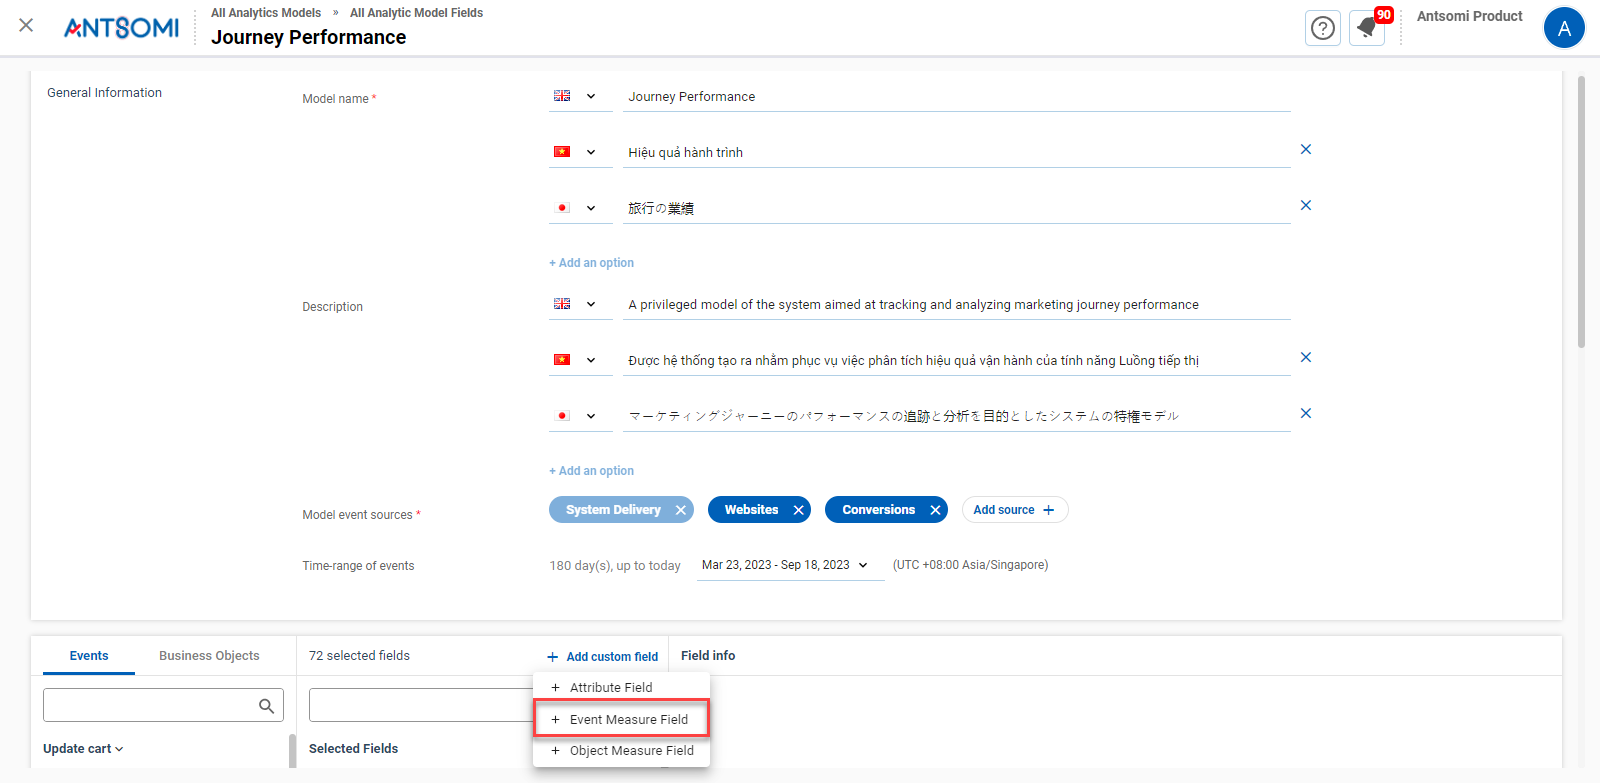 All Analytics Models » All Analytic Model Fields
ANTSOMI
Journey Performance
90
Antsomi Product
A
General Information
Model name *
Journey Performance
Hiệu quả hành trình
旅行の業績
+ Add an option
Description
A privileged model of the system aimed at tracking and analyzing marketing journey performance
Được hệ thống tạo ra nhằm phục vụ việc phân tích hiệu quả vận hành của tính năng Luồng tiếp thị
マーケティングジャーニーのパフォーマンスの追跡と分析を目的としたシステムの特権モデル
+ Add an option
Model event sources *
System Delivery
Websites
Conversions
Add source +
Time-range of events
180 day(s), up to today
Mar 23, 2023 - Sep 18, 2023
(UTC +08:00 Asia/Singapore)
Events
Business Objects
72 selected fields
+ Add custom field
Field info
+ Attribute Field
+ Event Measure Field
+ Object Measure Field
Update cart
Selected Fields